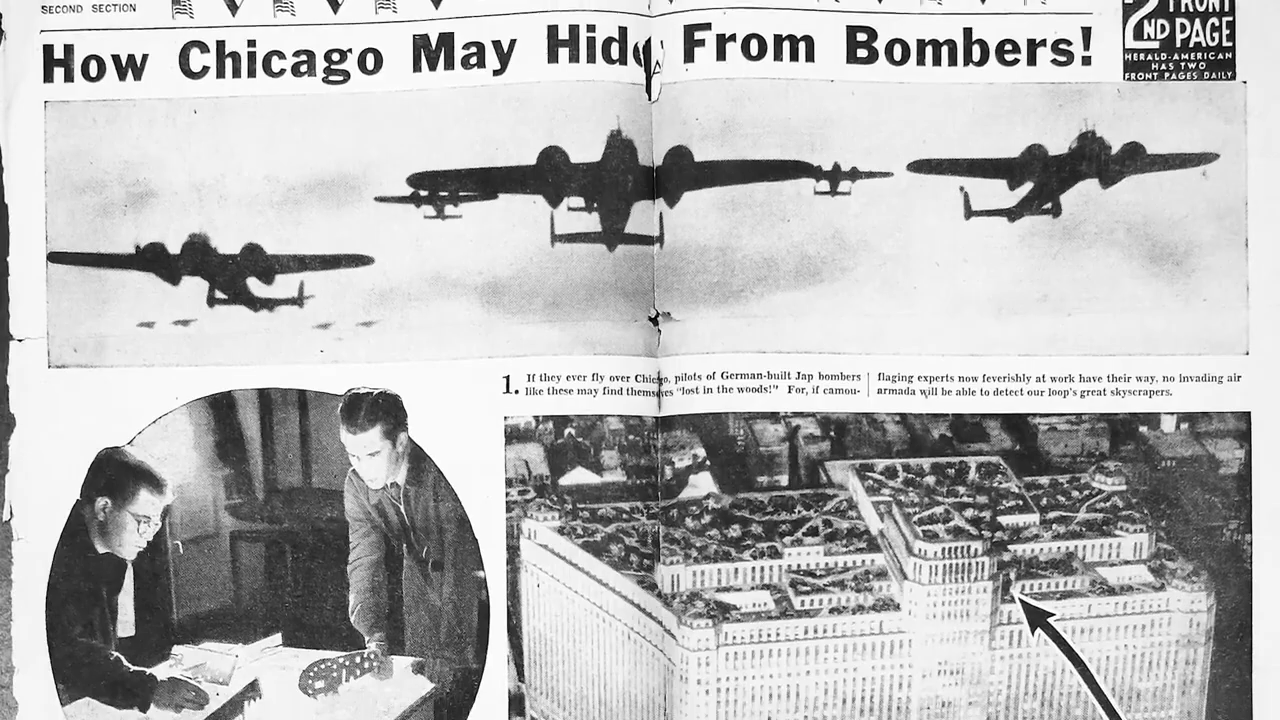 SECOND SECTION
2ND FRONT PAGE
HERALD-AMERICAN
HAS TWO
FRONT PAGES DAILY
How Chicago May Hide From Bombers!
1. If they ever fly over Chicago, pilots of German-built Jap bombers
like these may find themselves "lost in the woods!" For, if camou-
flaging experts now feverishly at work have their way, no invading air
armada will be able to detect our loop's great skyscrapers.